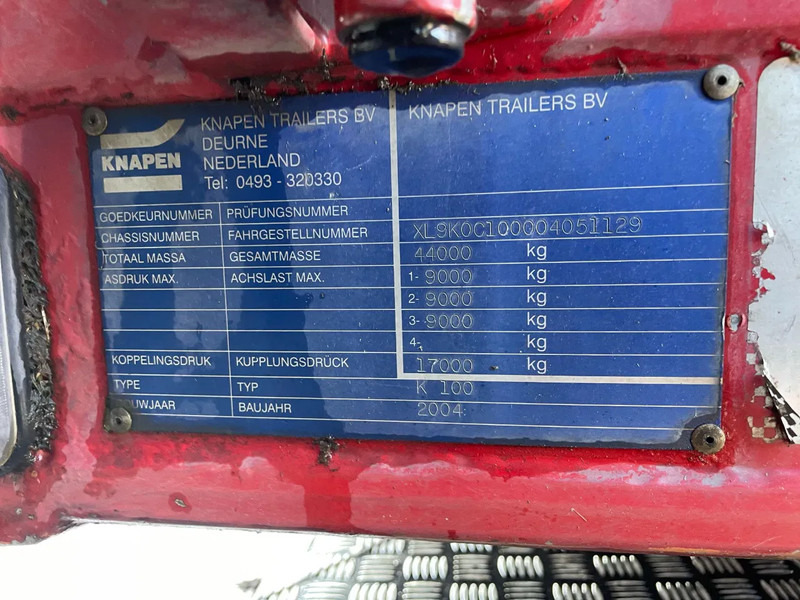 KNAPEN
KNAPEN TRAILERS BV
DEURNE
NEDERLAND
Tel: 0493 - 320330
KNAPEN TRAILERS BV
GOEDKEURNUMMER PRÜFUNGSNUMMER
CHASSISNUMMER FAHRGESTELLNUMMER XL9K0C100G04051129
TOTAAL MASSA GESAMTMASSE 44000 kg
ASDRUK MAX. ACHSLAST MAX. 1- 9000 kg
2- 9000 kg
3- 9000 kg
4- kg
KOPPELINGSDRUK KUPPLUNGSDRÜCK 17000 kg
TYPE TYP K 100
BOUWJAAR BAUJAHR 2004